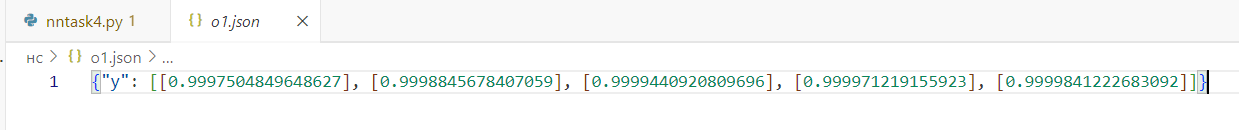 nntask4.py 1 {} o1.json ×
нс > {} o1.json > ...
1 {"y": [[0.9997504849648627], [0.9998845678407059], [0.9999440920809696], [0.999971219155923], [0.9999841222683092]]}